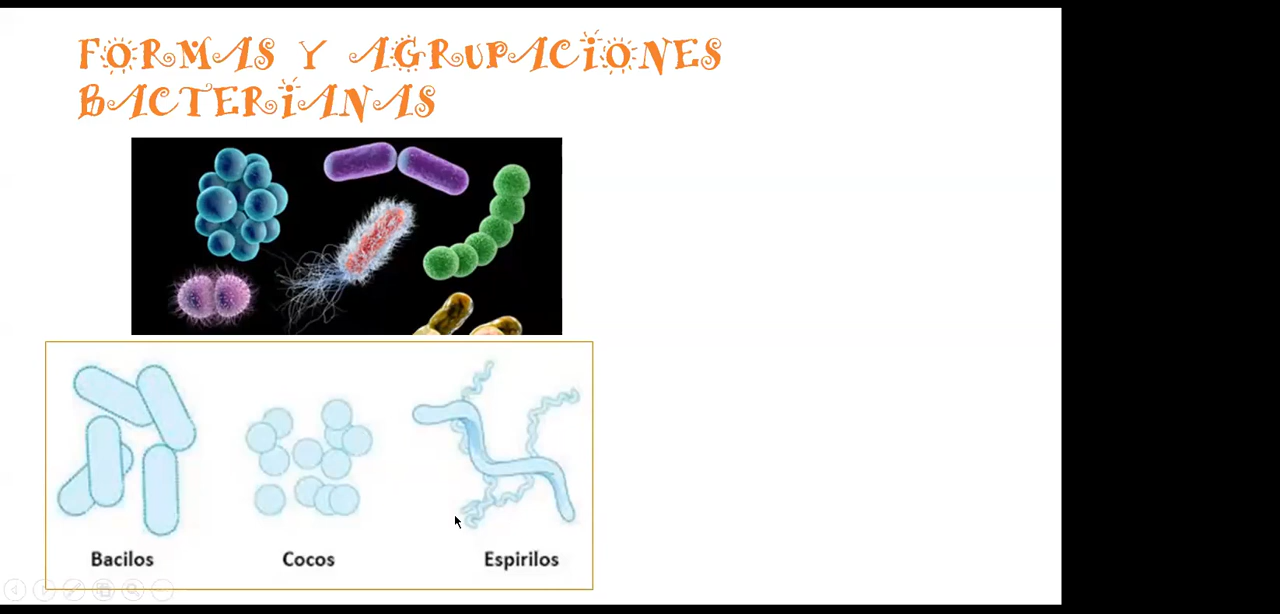 FORMAS Y AGRUPACIONES
BACTERIANAS
Bacilos
Cocos
Espirilos